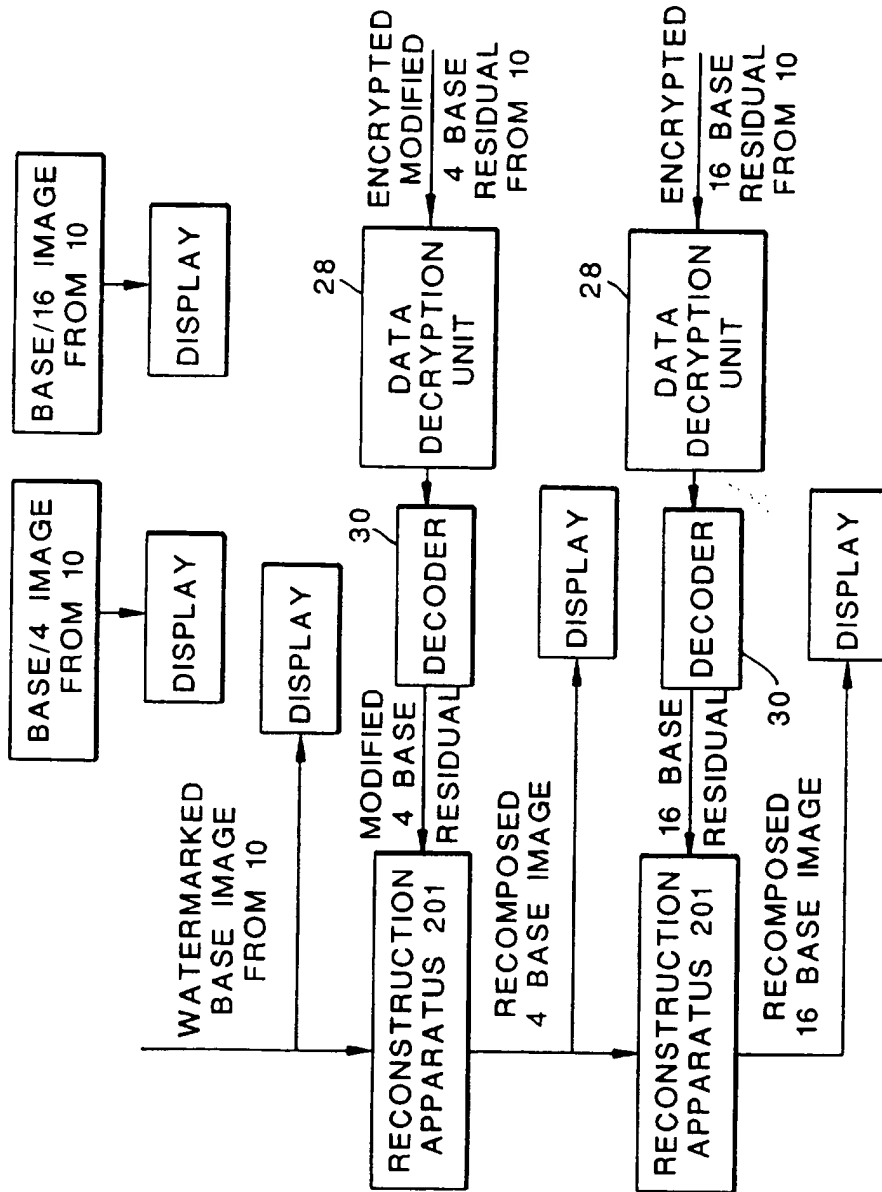 BASE/4 IMAGE
FROM 10
BASE/16 IMAGE
FROM 10
DISPLAY
DISPLAY
WATERMARKED
BASE IMAGE
FROM 10
DISPLAY
RECONSTRUCTION
APPARATUS 201
MODIFIED
4 BASE
RESIDUAL
30
DECODER
28
DATA
DECRYPTION
UNIT
ENCRYPTED
MODIFIED
4 BASE
RESIDUAL
FROM 10
RECOMPOSED
4 BASE IMAGE
DISPLAY
RECONSTRUCTION
APPARATUS 201
16 BASE
RESIDUAL
DECODER
30
28
DATA
DECRYPTION
UNIT
ENCRYPTED
16 BASE
RESIDUAL
FROM 10
RECOMPOSED
16 BASE IMAGE
DISPLAY